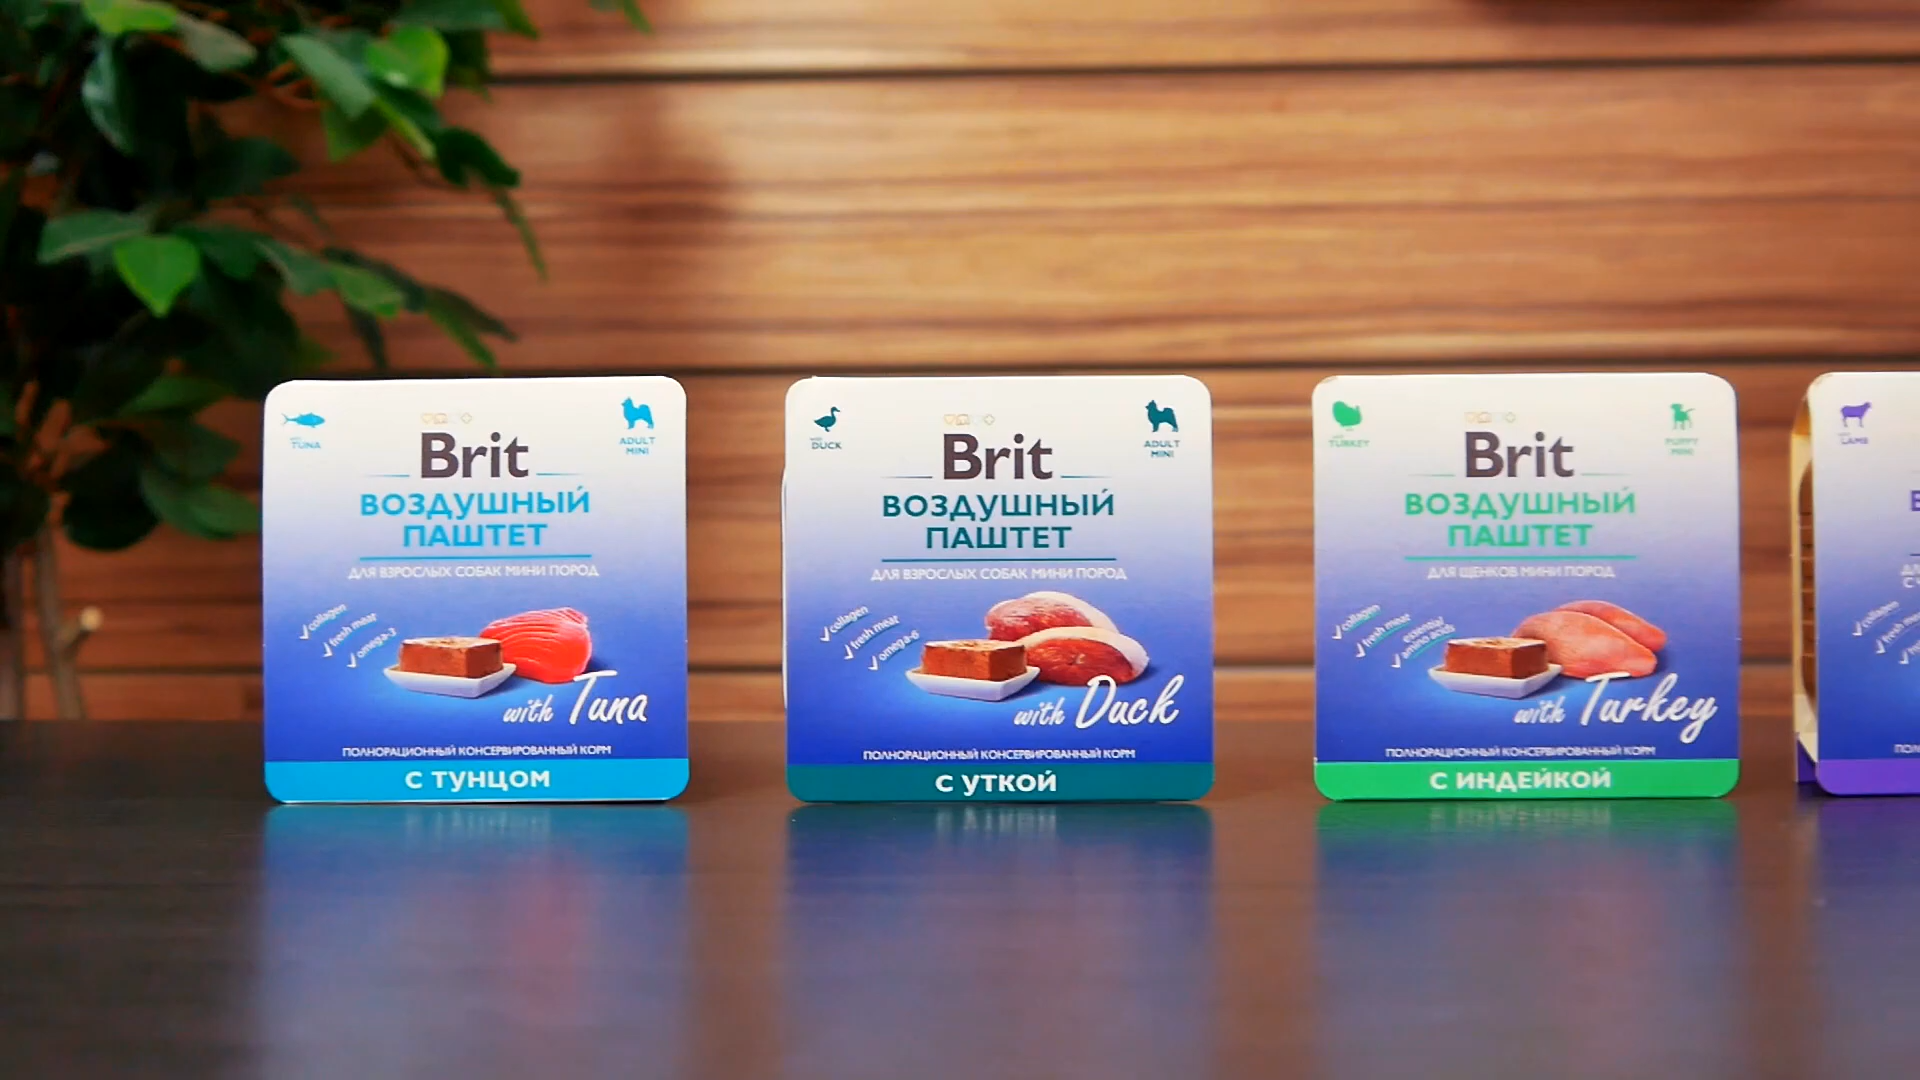 TUNA
ADULT
MINI
Brit
ВОЗДУШНЫЙ
ПАШТЕТ
ДЛЯ ВЗРОСЛЫХ СОБАК МИНИ ПОРОД
collagen
fresh meat
omega-3
with Tuna
ПОЛНОРАЦИОННЫЙ КОНСЕРВИРОВАННЫЙ КОРМ
С ТУНЦОМ
DUCK
ADULT
MINI
Brit
ВОЗДУШНЫЙ
ПАШТЕТ
ДЛЯ ВЗРОСЛЫХ СОБАК МИНИ ПОРОД
collagen
fresh meat
omega-6
with Duck
ПОЛНОРАЦИОННЫЙ КОНСЕРВИРОВАННЫЙ КОРМ
С УТКОЙ
TURKEY
PUPPY
MINI
Brit
ВОЗДУШНЫЙ
ПАШТЕТ
ДЛЯ ЩЕНКОВ МИНИ ПОРОД
collagen
fresh meat
essential
amino acids
with Turkey
ПОЛНОРАЦИОННЫЙ КОНСЕРВИРОВАННЫЙ КОРМ
С ИНДЕЙКОЙ
LAMB
collagen